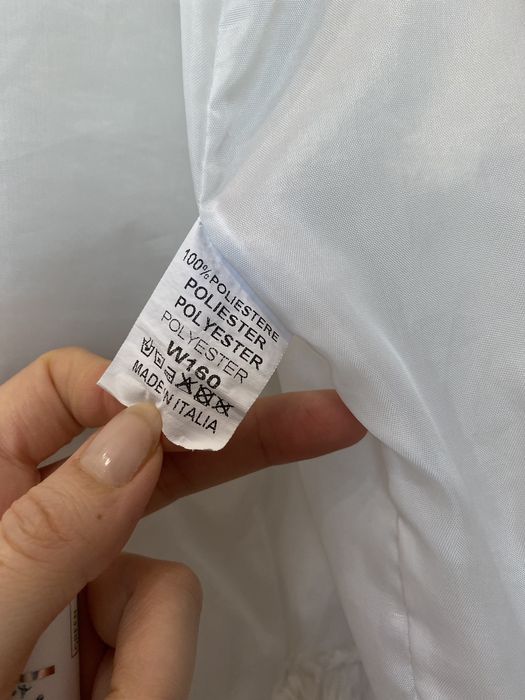 100% POLIESTERE
POLIESTER
POLYESTER
POLYESTER
W160
MADE IN ITALIA